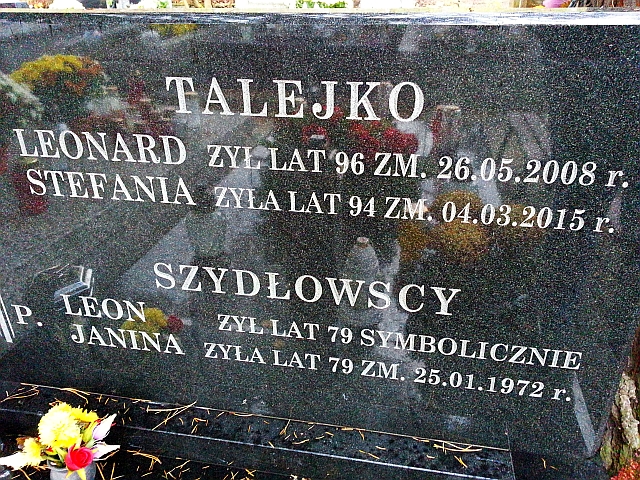 TALEJKO
LEONARD ŻYŁ LAT 96 ZM. 26.05.2008 r.
STEFANIA ŻYŁA LAT 94 ZM. 04.03.2015 r.
SZYDŁOWSCY
P. LEON ŻYŁ LAT 79 SYMBOLICZNIE
JANINA ŻYŁA LAT 79 ZM. 25.01.1972 r.